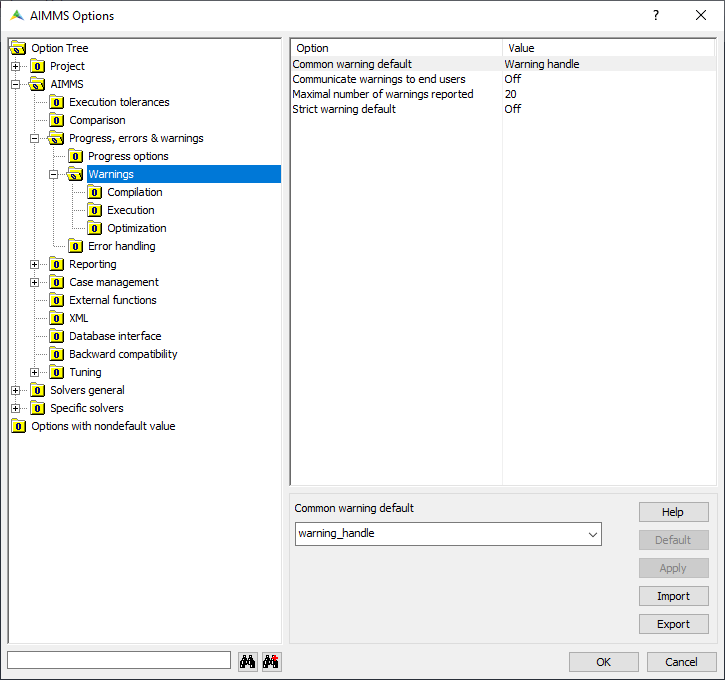 AIMMS Options
?
Option Tree
Project
AIMMS
Execution tolerances
Comparison
Progress, errors & warnings
Progress options
Warnings
Compilation
Execution
Optimization
Error handling
Reporting
Case management
External functions
XML
Database interface
Backward compatibility
Tuning
Solvers general
Specific solvers
Options with nondefault value
Option Value
Common warning default Warning handle
Communicate warnings to end users Off
Maximal number of warnings reported 20
Strict warning default Off
Common warning default
warning_handle
Help
Default
Apply
Import
Export
OK Cancel